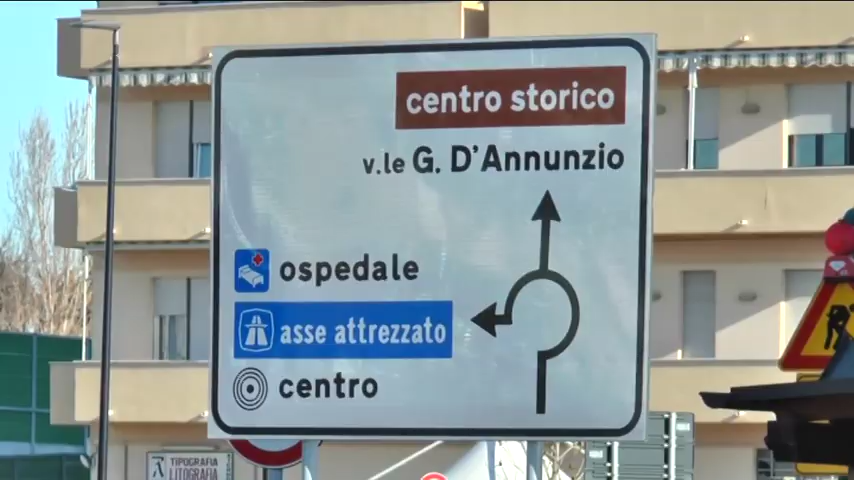 centro storico
v.le G. D'Annunzio
ospedale
asse attrezzato
centro
TIPOGRAFIA
LITOGRAFIA